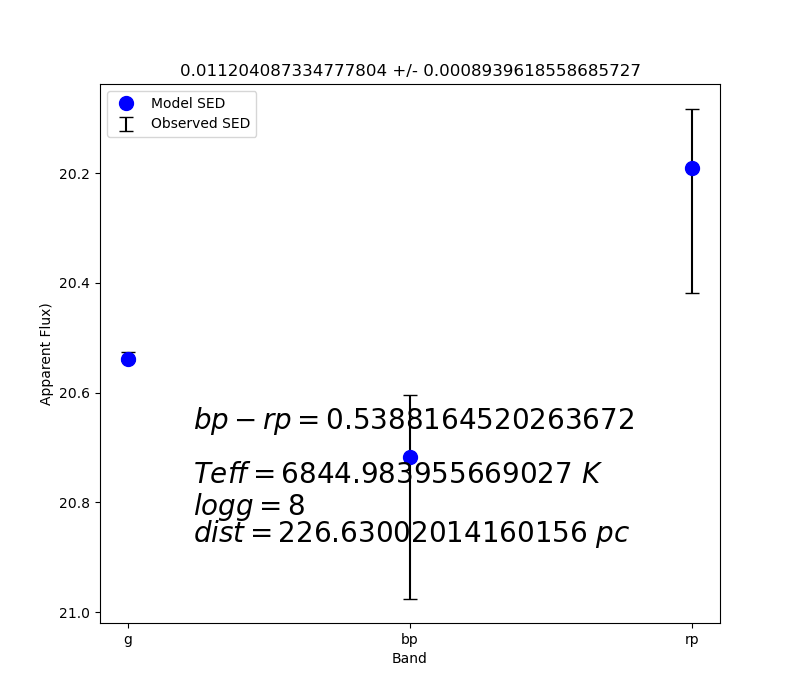 0.011204087334777804 +/- 0.0008939618558685727
Model SED
Observed SED
20.2
20.4
20.6
20.8
21.0
Apparent Flux)
bp − rp = 0.5388164520263672
Teff = 6844.983955669027 K
logg = 8
dist = 226.63002014160156 pc
g bp rp
Band